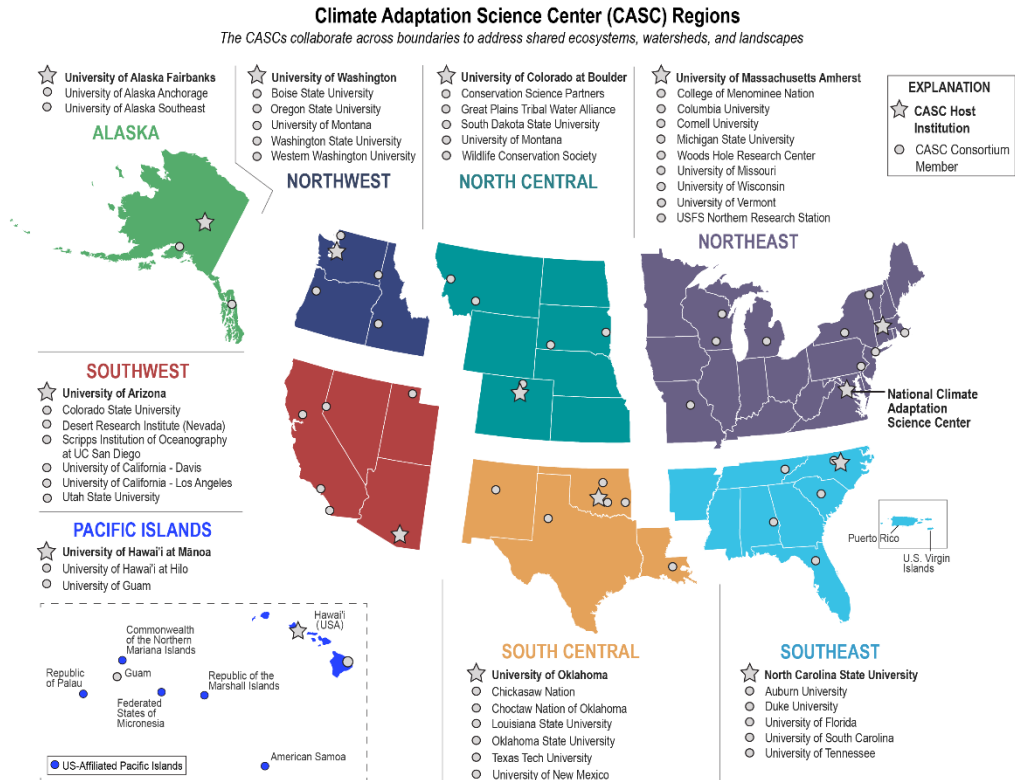 Climate Adaptation Science Center (CASC) Regions
The CASCs collaborate across boundaries to address shared ecosystems, watersheds, and landscapes
University of Alaska Fairbanks
University of Alaska Anchorage
University of Alaska Southeast
ALASKA
University of Washington
Boise State University
Oregon State University
University of Montana
Washington State University
Western Washington University
NORTHWEST
University of Colorado at Boulder
Conservation Science Partners
Great Plains Tribal Water Alliance
South Dakota State University
University of Montana
Wildlife Conservation Society
NORTH CENTRAL
University of Massachusetts Amherst
College of Menominee Nation
Columbia University
Cornell University
Michigan State University
Woods Hole Research Center
University of Missouri
University of Wisconsin
University of Vermont
USFS Northern Research Station
NORTHEAST
EXPLANATION
CASC Host
Institution
CASC Consortium
Member
National Climate
Adaptation
Science Center
SOUTHWEST
University of Arizona
Colorado State University
Desert Research Institute (Nevada)
Scripps Institution of Oceanography
at UC San Diego
University of California - Davis
University of California - Los Angeles
Utah State University
PACIFIC ISLANDS
University of Hawai'i at Mānoa
University of Hawai'i at Hilo
University of Guam
Hawai'i
(USA)
Commonwealth
of the Northern
Mariana Islands
Guam
Republic
of Palau
Federated
States of
Micronesia
Republic of the
Marshall Islands
American Samoa
US-Affiliated Pacific Islands
SOUTH CENTRAL
University of Oklahoma
Chickasaw Nation
Choctaw Nation of Oklahoma
Louisiana State University
Oklahoma State University
Texas Tech University
University of New Mexico
Puerto Rico
U.S. Virgin
Islands
SOUTHEAST
North Carolina State University
Auburn University
Duke University
University of Florida
University of South Carolina
University of Tennessee